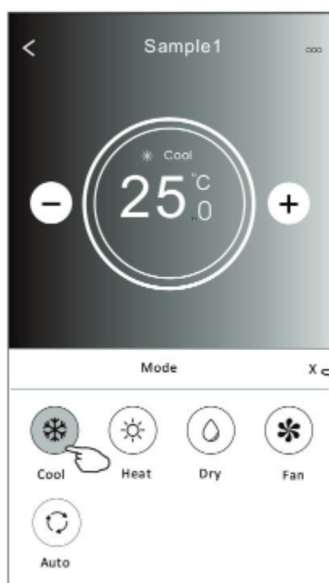 Sample1
Cool
25.0 °C
Mode X
Cool Heat Dry Fan
Auto